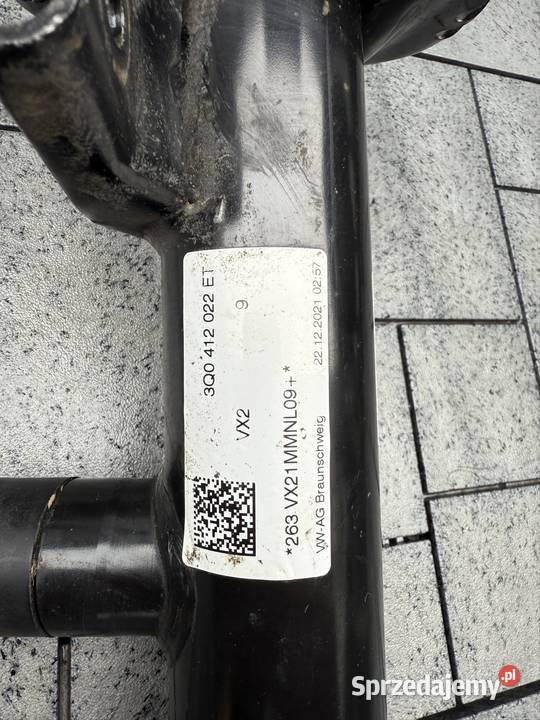 3Q0 412 022 ET
VX2 9
*263 VX21MMNL09+*
VW-AG Braunschweig 22.12.2021 02:57
Sprzedajemy.pl